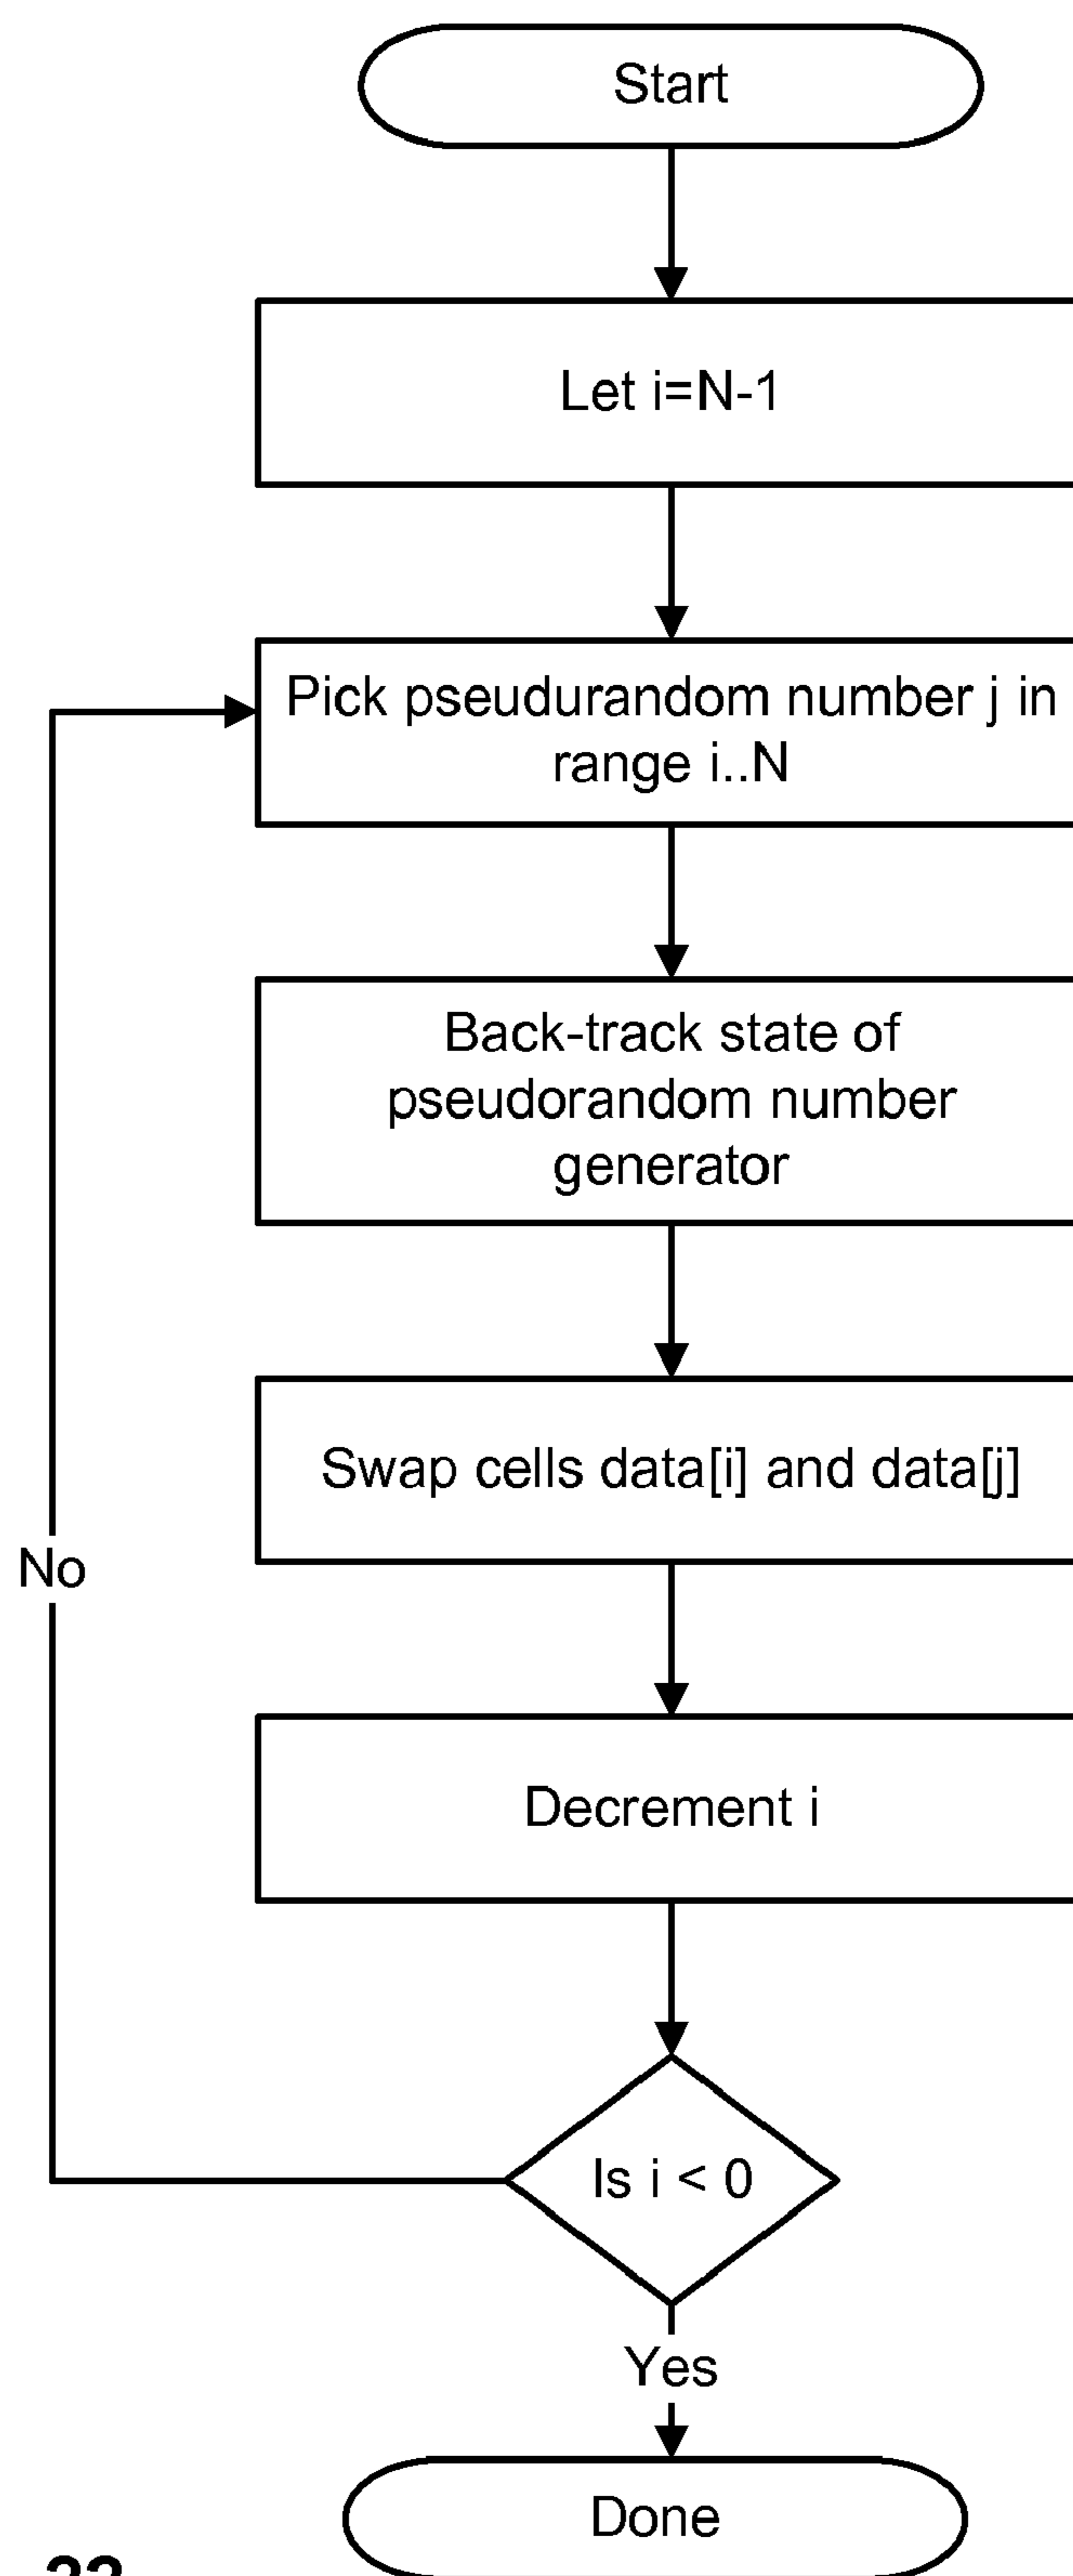 Start
Let i=N-1
Pick pseudurandom number j in
range i..N
Back-track state of
pseudorandom number
generator
Swap cells data[i] and data[j]
No
Decrement i
Is i < 0
Yes
Done